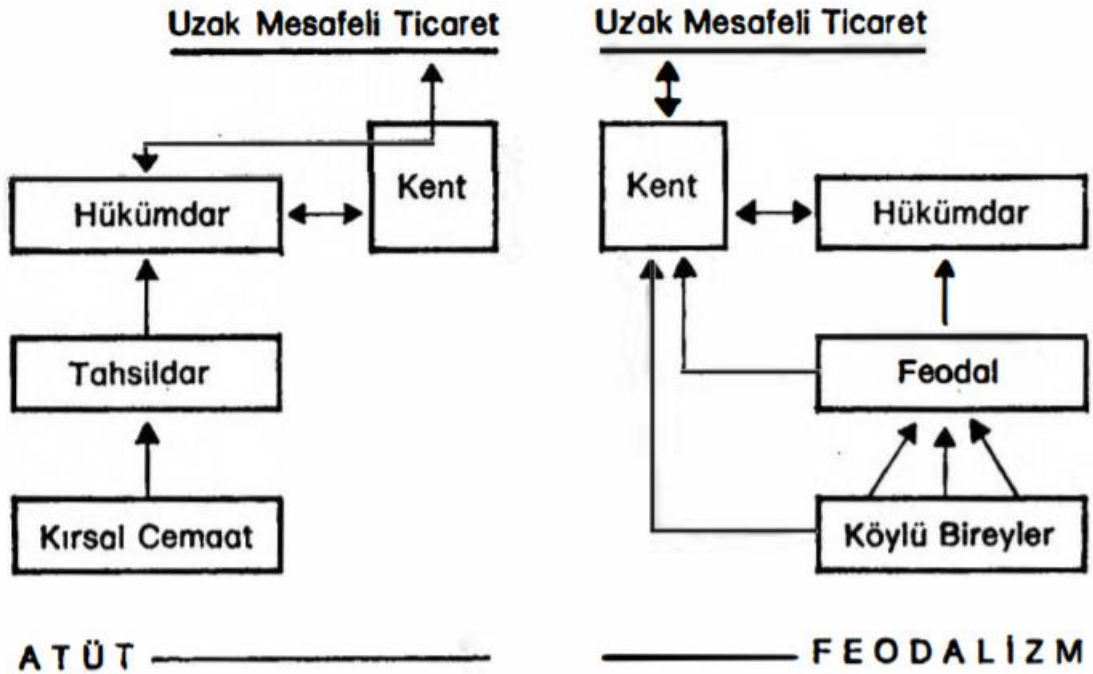 Uzak Mesafeli Ticaret
Kent
Hükümdar
Tahsildar
Kırsal Cemaat
ATÜT
Uzak Mesafeli Ticaret
Kent
Hükümdar
Feodal
Köylü Bireyler
FEODALİZM